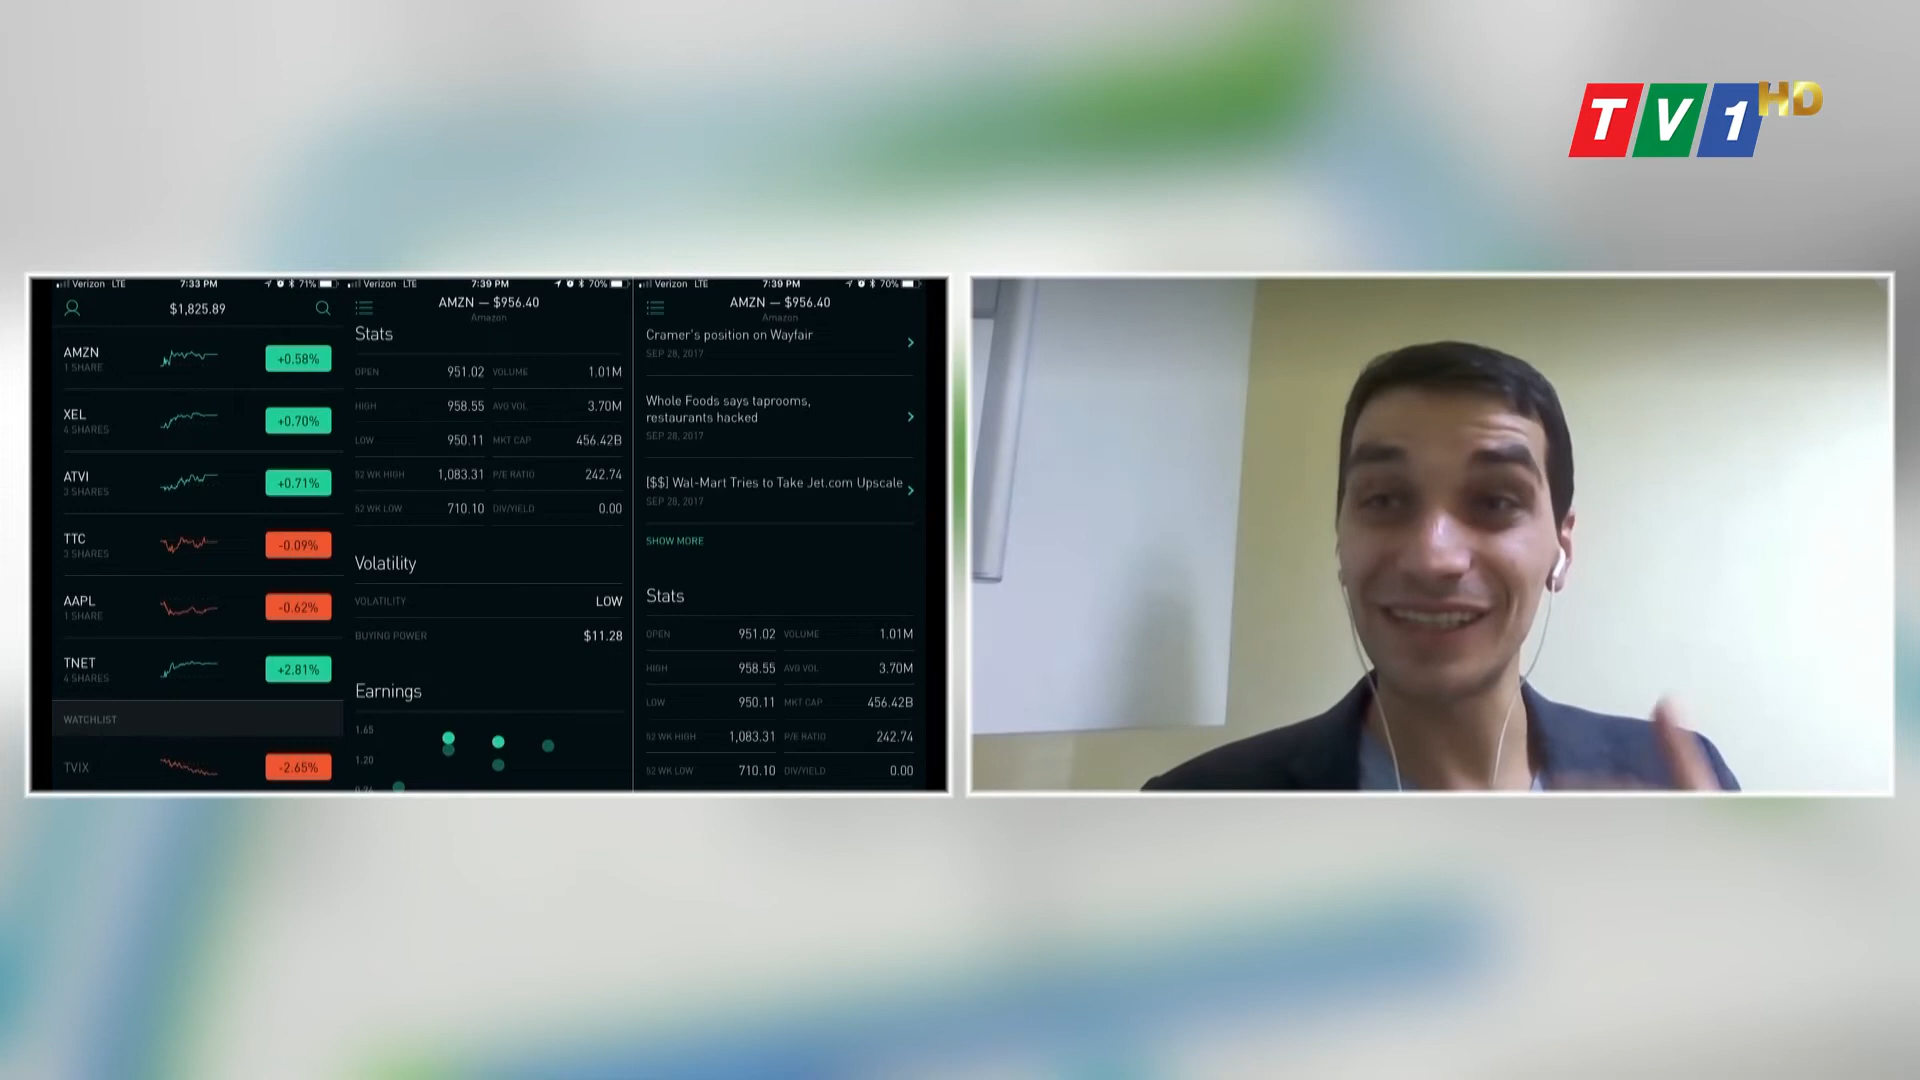 TV1 HD
Verizon LTE 7:33 PM 71%
$1,825.89
AMZN +0.58%
1 SHARE
XEL +0.70%
4 SHARES
ATVI +0.71%
3 SHARES
TTC -0.09%
3 SHARES
AAPL -0.62%
1 SHARE
TNET +2.81%
4 SHARES
WATCHLIST
TVIX -2.65%
Verizon LTE 7:39 PM 70%
AMZN — $956.40
Amazon
Stats
OPEN 951.02 VOLUME 1.01M
HIGH 958.55 AVG VOL 3.70M
LOW 950.11 MKT CAP 456.42B
52 WK HIGH 1,083.31 P/E RATIO 242.74
52 WK LOW 710.10 DIV/YIELD 0.00
Volatility
VOLATILITY LOW
BUYING POWER $11.28
Earnings
1.65
1.20
Verizon LTE 7:39 PM 70%
AMZN — $956.40
Amazon
Cramer's position on Wayfair
SEP 28, 2017
Whole Foods says taprooms,
restaurants hacked
SEP 28, 2017
[$$] Wal-Mart Tries to Take Jet.com Upscale
SEP 28, 2017
SHOW MORE
Stats
OPEN 951.02 VOLUME 1.01M
HIGH 958.55 AVG VOL 3.70M
LOW 950.11 MKT CAP 456.42B
52 WK HIGH 1,083.31 P/E RATIO 242.74
52 WK LOW 710.10 DIV/YIELD 0.00